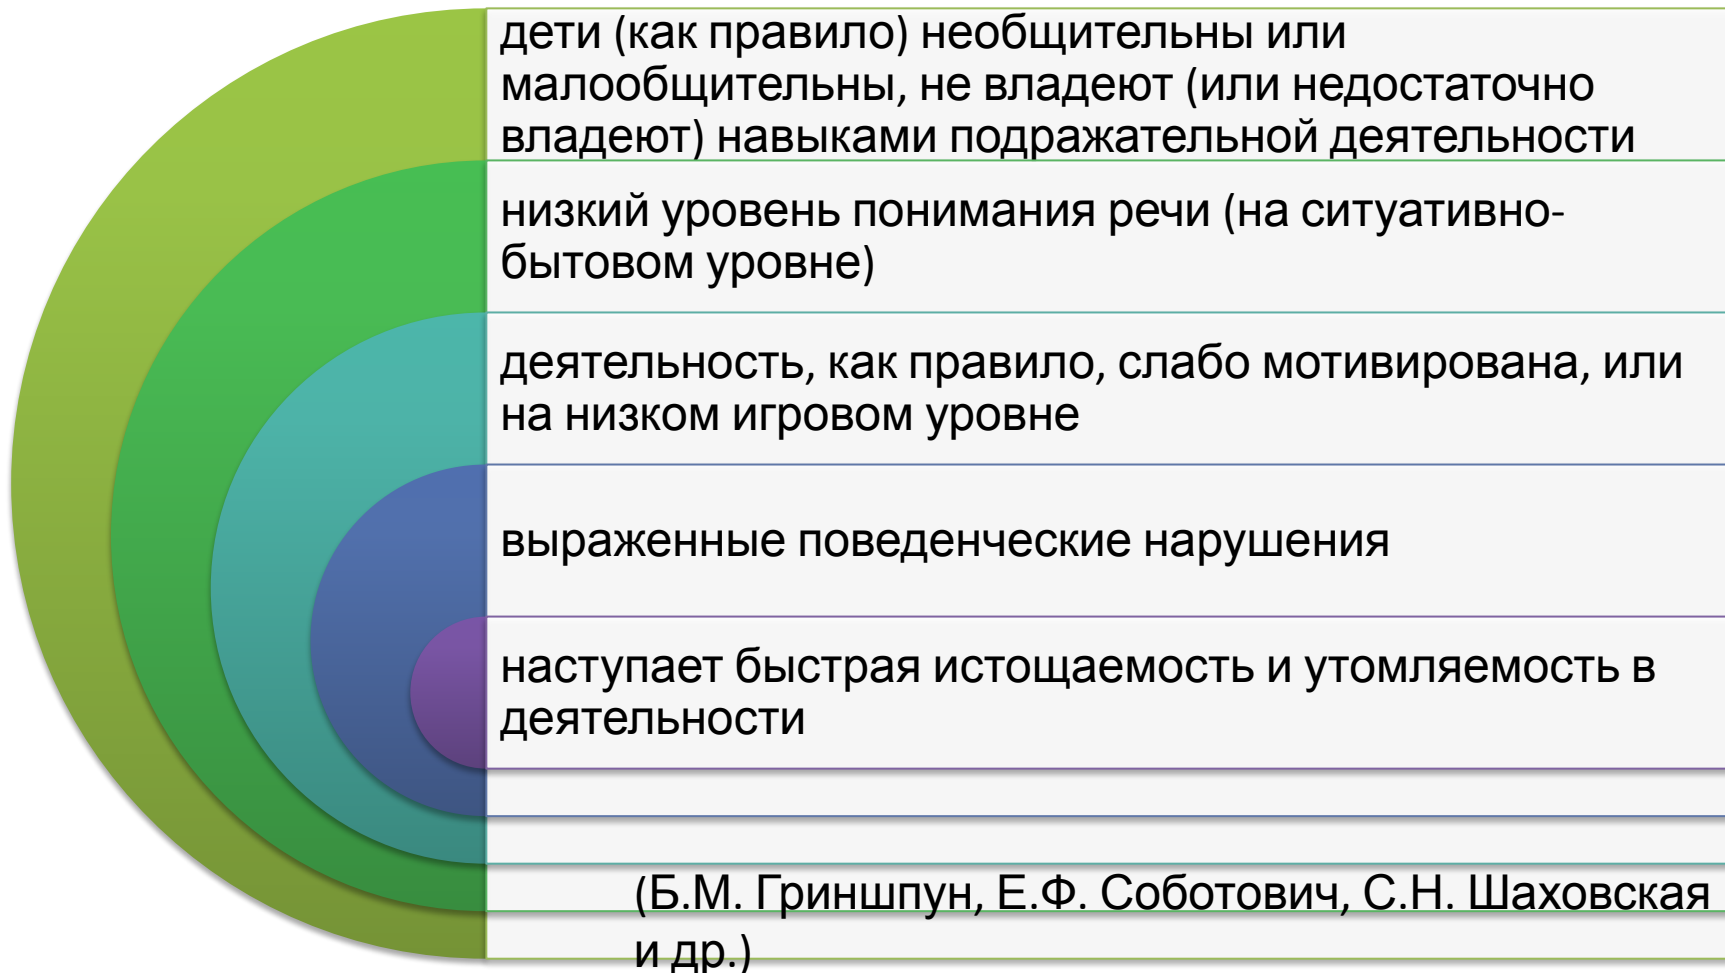 дети (как правило) необщительны или
малообщительны, не владеют (или недостаточно
владеют) навыками подражательной деятельности
низкий уровень понимания речи (на ситуативно-
бытовом уровне)
деятельность, как правило, слабо мотивирована, или
на низком игровом уровне
выраженные поведенческие нарушения
наступает быстрая истощаемость и утомляемость в
деятельности
(Б.М. Гриншпун, Е.Ф. Соботович, С.Н. Шаховская
и др.)